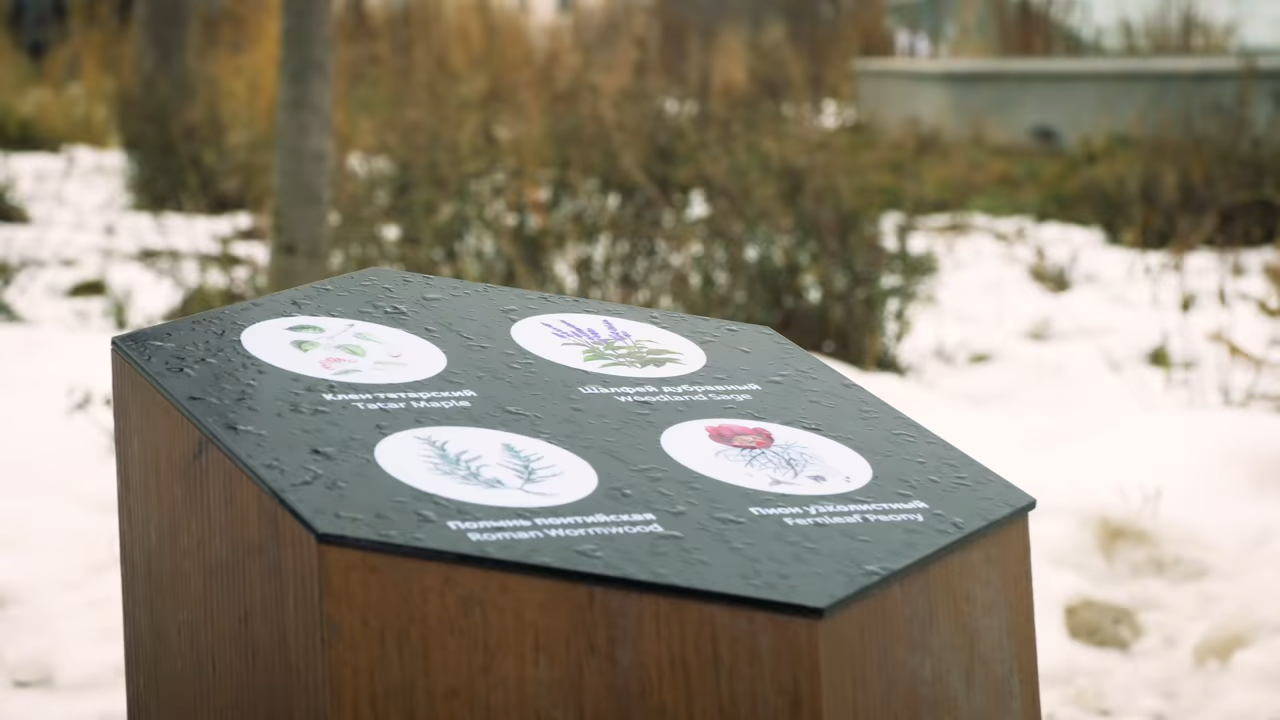 Клен татарский
Tatar Maple
Шалфей дубравный
Woodland Sage
Полынь понтийская
Roman Wormwood
Пион узколистный
Fernleaf Peony